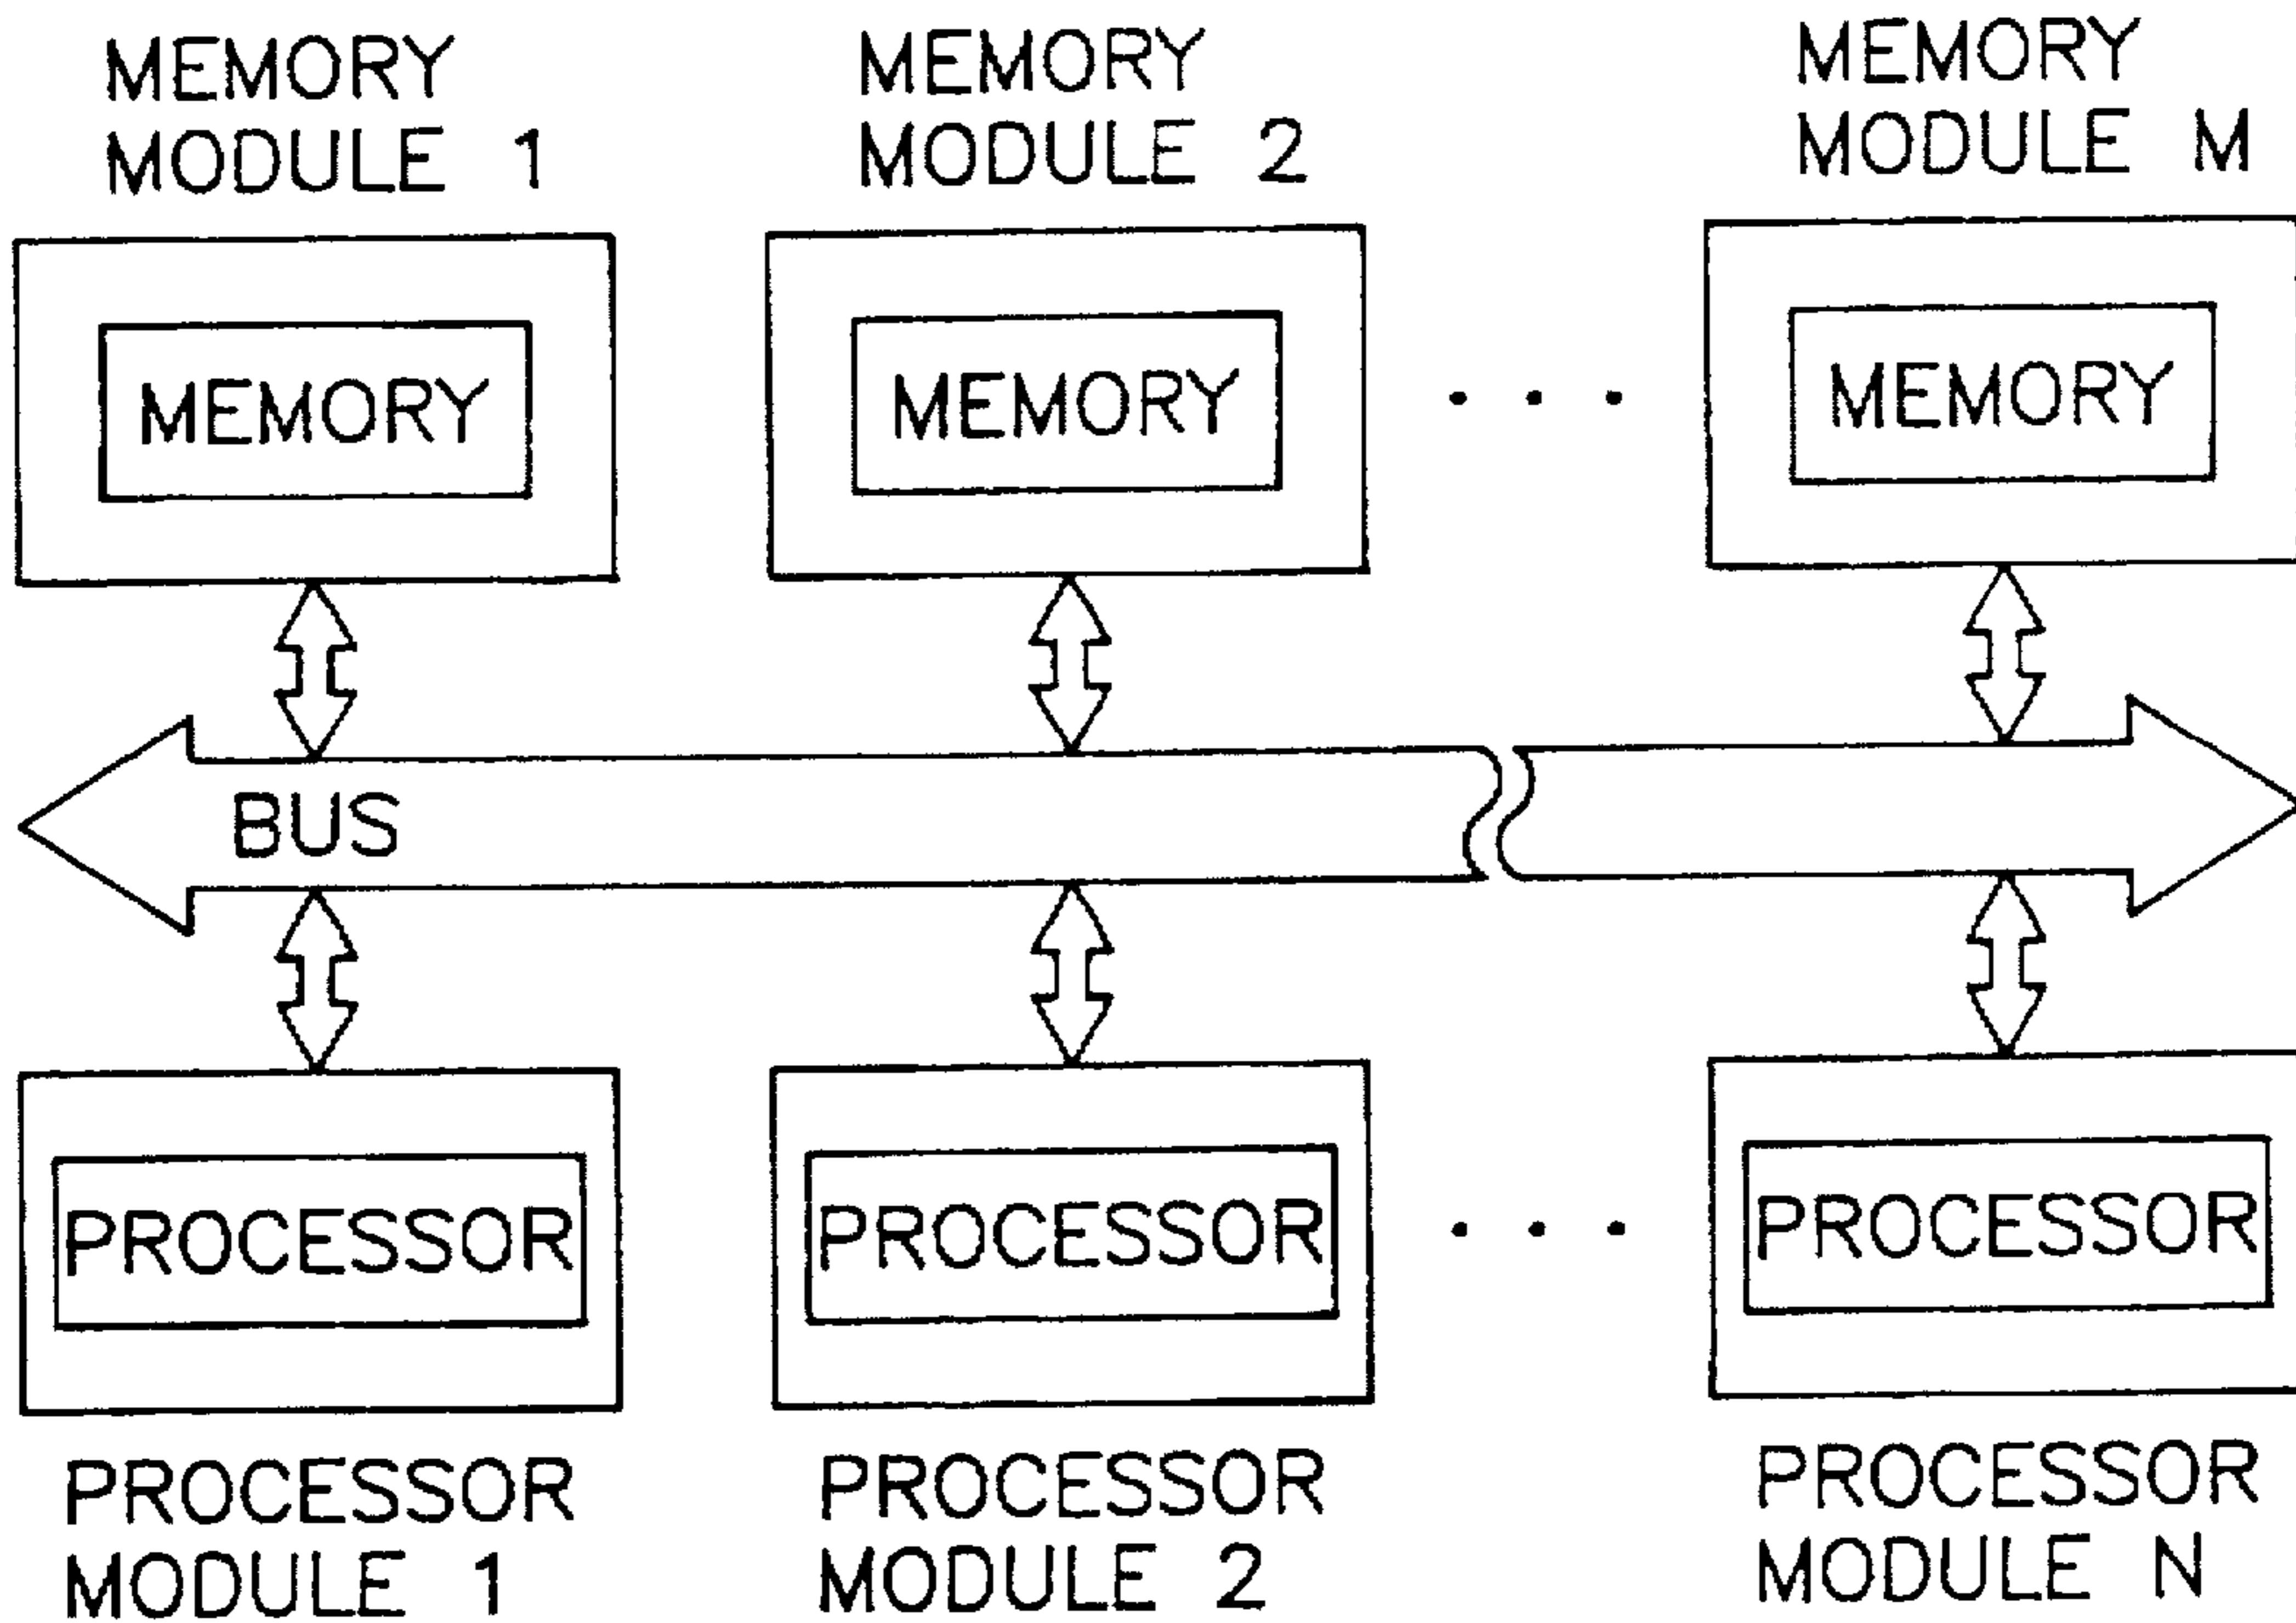 MEMORY MODULE 1
MEMORY MODULE 2
MEMORY MODULE M
MEMORY
MEMORY
. . .
MEMORY
BUS
PROCESSOR
PROCESSOR
. . .
PROCESSOR
PROCESSOR MODULE 1
PROCESSOR MODULE 2
PROCESSOR MODULE N